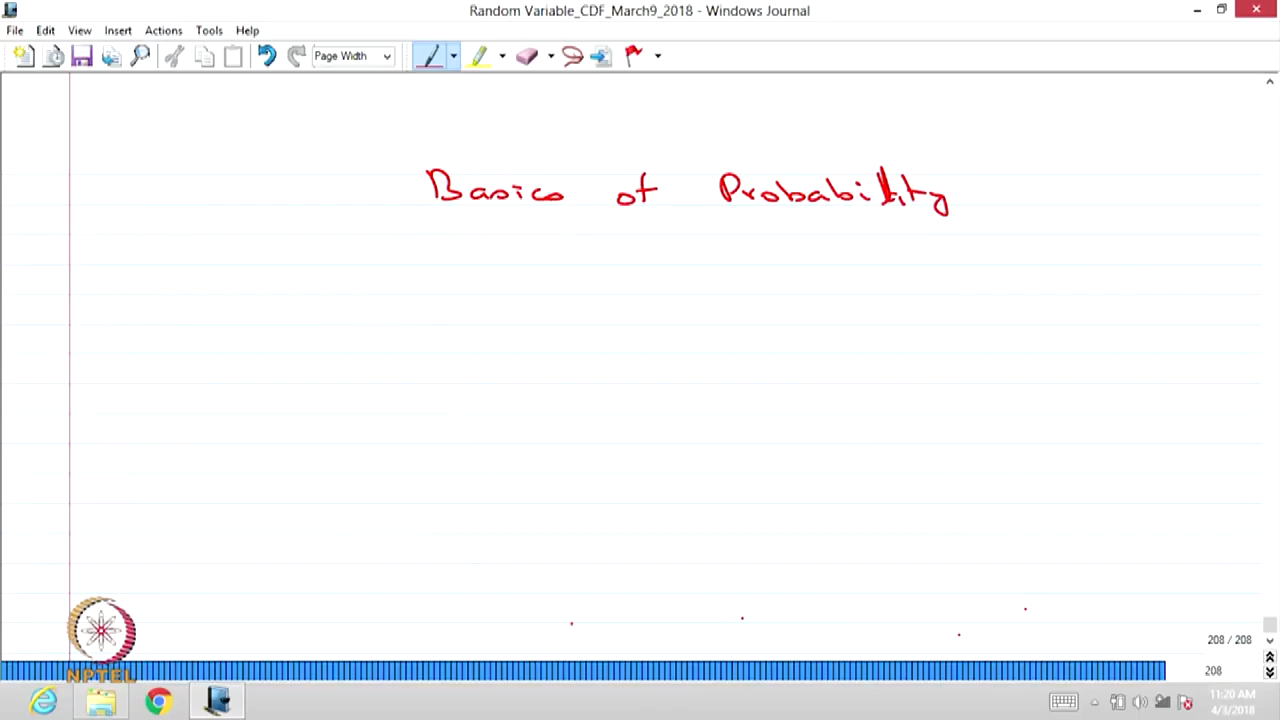 Random Variable_CDF_March9_2018 - Windows Journal
File Edit View Insert Actions Tools Help
Page Width
Basics of Probability
208 / 208
208
NPTEL
11:20 AM
4/3/2018